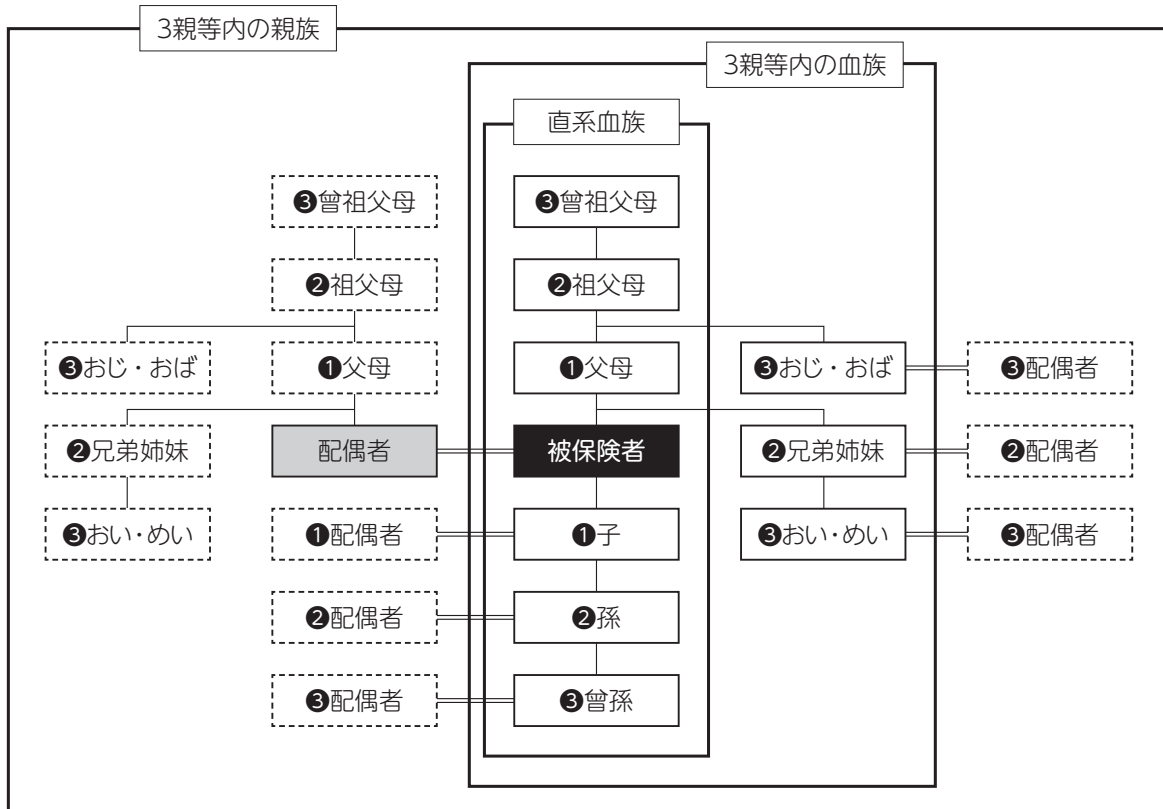 3親等内の親族
3親等内の血族
直系血族
❸曾祖父母
❸曾祖父母
❷祖父母
❷祖父母
❸おじ・おば
❶父母
❶父母
❸おじ・おば
❸配偶者
❷兄弟姉妹
配偶者
被保険者
❷兄弟姉妹
❷配偶者
❸おい・めい
❶配偶者
❶子
❸おい・めい
❸配偶者
❷配偶者
❷孫
❸配偶者
❸曾孫